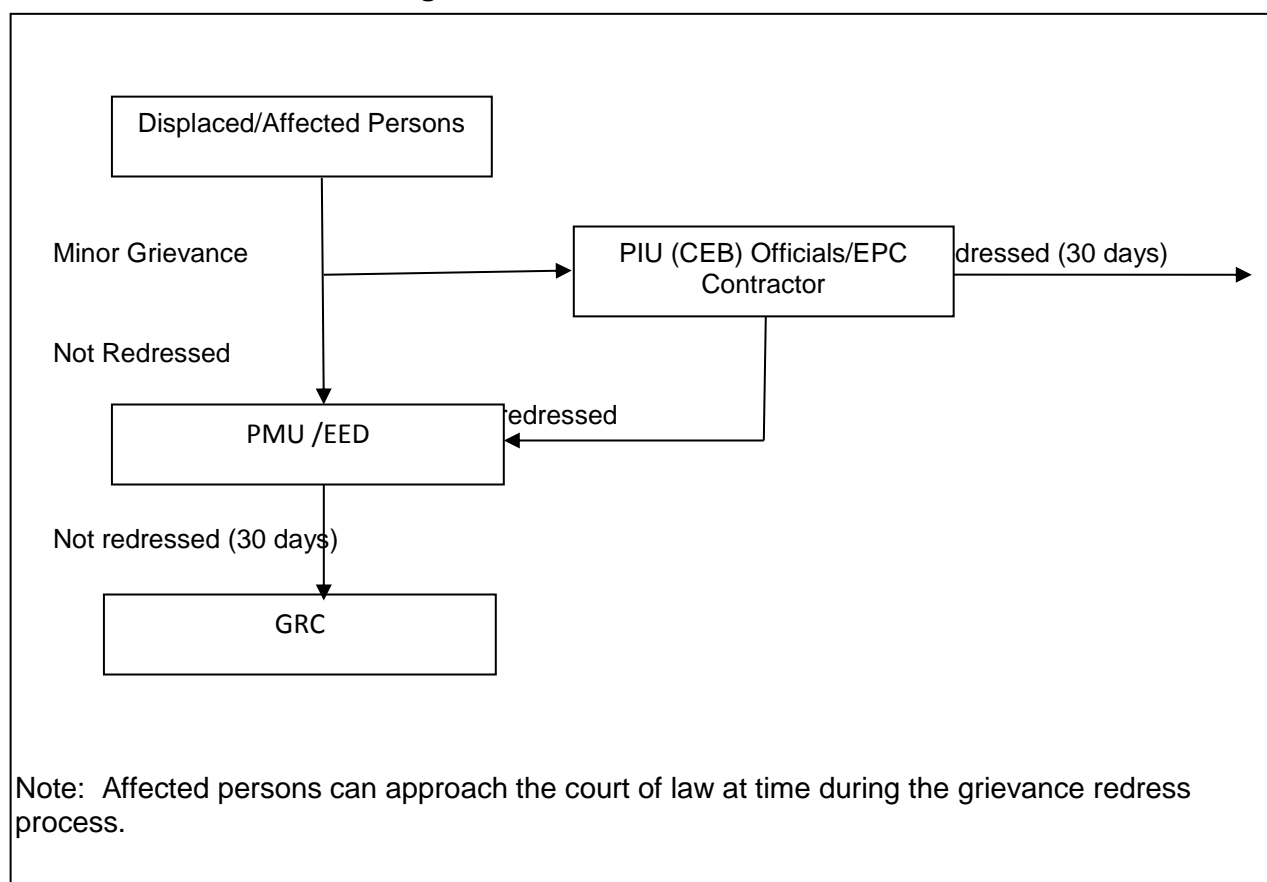 Displaced/Affected Persons
Minor Grievance
PIU (CEB) Officials/EPC
Contractor
dressed (30 days)
Not Redressed
redressed
PMU /EED
Not redressed (30 days)
GRC
Note: Affected persons can approach the court of law at time during the grievance redress
process.